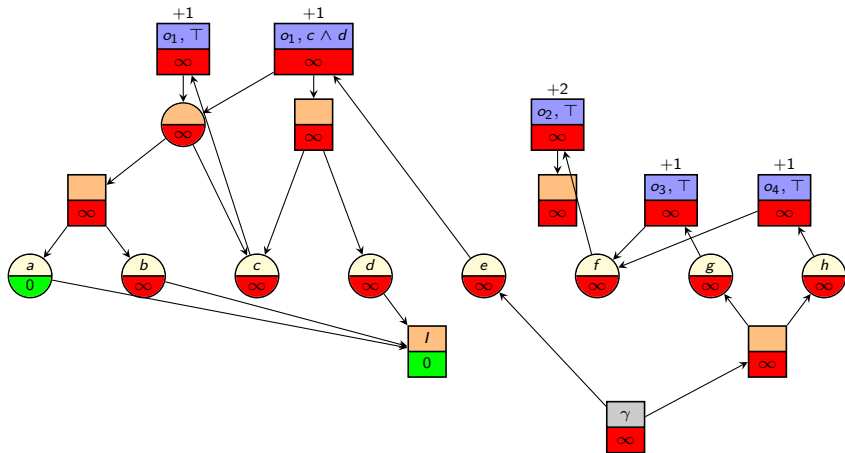 +1 +1
o₁, ⊤ o₁, c ∧ d
∞ ∞
+2
o₂, ⊤
∞ ∞ ∞
+1 +1
o₃, ⊤ o₄, ⊤
∞ ∞ ∞ ∞
a b c d e f g h
0 ∞ ∞ ∞ ∞ ∞ ∞ ∞
I
0 ∞
γ
∞